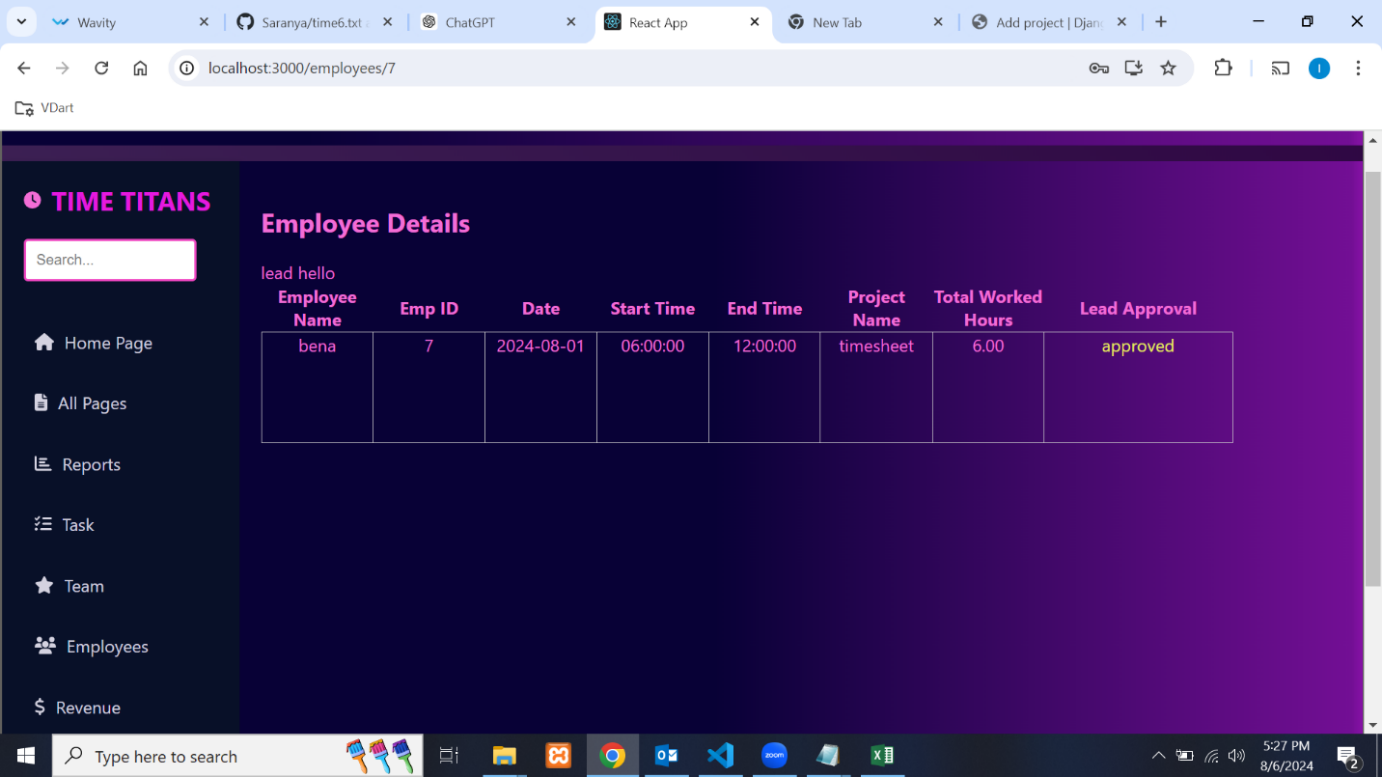 Wavity
Saranya/time6.txt a
ChatGPT
React App
New Tab
Add project | Djang
localhost:3000/employees/7
I
VDart
TIME TITANS
Search...
Home Page
All Pages
Reports
Task
Team
Employees
$ Revenue
Employee Details
lead hello
Employee Name Emp ID Date Start Time End Time Project Name Total Worked Hours Lead Approval
bena 7 2024-08-01 06:00:00 12:00:00 timesheet 6.00 approved
Type here to search
zoom
5:27 PM
8/6/2024
2